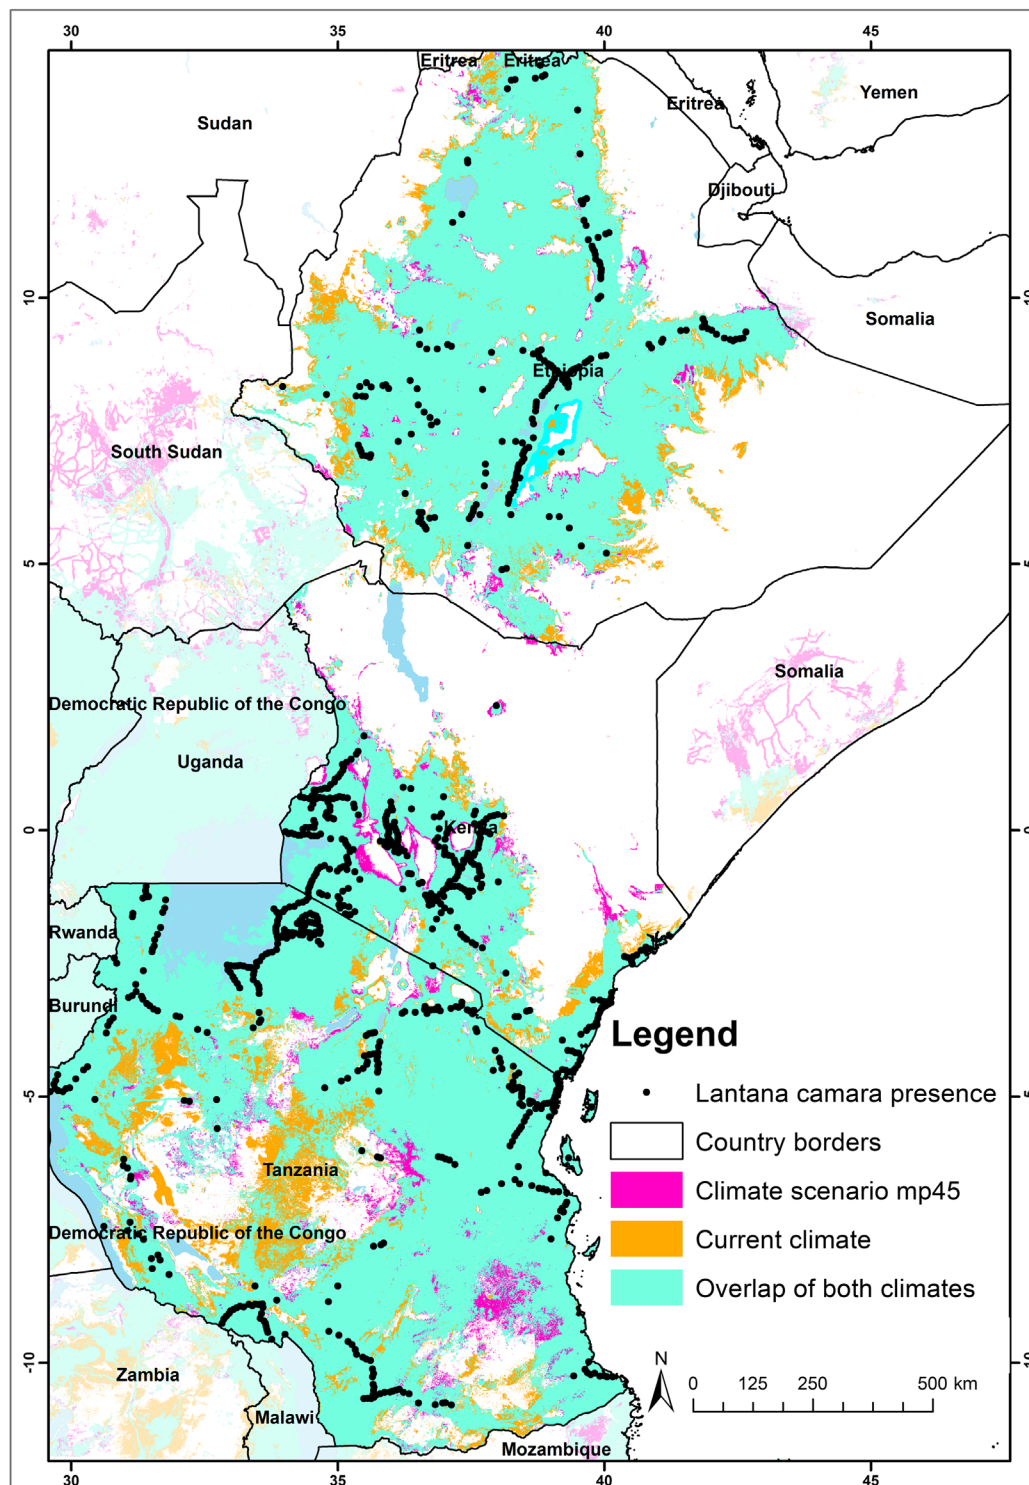 30 35 40 45
Eritrea Eritrea
Yemen
Eritrea
Sudan
Djibouti
10 10
Somalia
Ethiopia
South Sudan
5 5
Somalia
Democratic Republic of the Congo
Uganda
0 Kenya 0
Rwanda
Burundi
Legend
Lantana camara presence
-5 -5
Country borders
Tanzania
Climate scenario mp45
Democratic Republic of the Congo
Current climate
Overlap of both climates
N
-10 -10
Zambia
0 125 250 500 km
Malawi
Mozambique
30 35 40 45